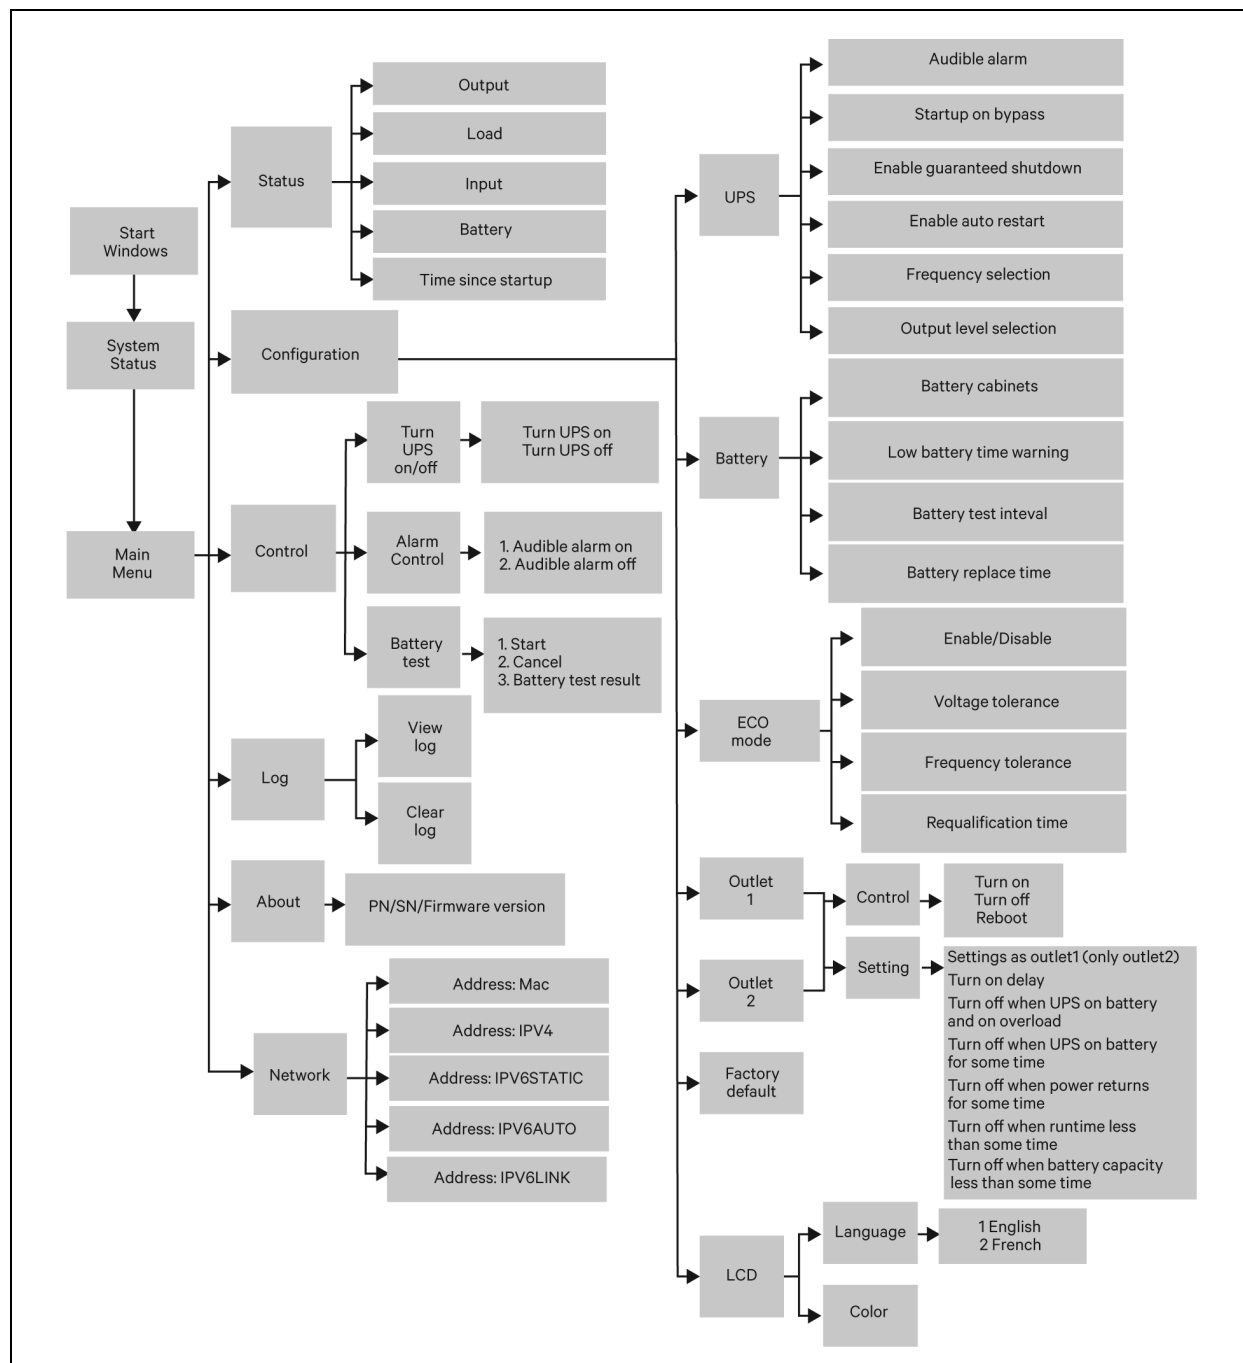 Start
Windows
System
Status
Main
Menu
Status
Output
Load
Input
Battery
Time since startup
Configuration
Control
Turn
UPS
on/off
Turn UPS on
Turn UPS off
Alarm
Control
1. Audible alarm on
2. Audible alarm off
Battery
test
1. Start
2. Cancel
3. Battery test result
Log
View
log
Clear
log
About
PN/SN/Firmware version
Network
Address: Mac
Address: IPV4
Address: IPV6STATIC
Address: IPV6AUTO
Address: IPV6LINK
UPS
Audible alarm
Startup on bypass
Enable guaranteed shutdown
Enable auto restart
Frequency selection
Output level selection
Battery
Battery cabinets
Low battery time warning
Battery test inteval
Battery replace time
ECO
mode
Enable/Disable
Voltage tolerance
Frequency tolerance
Requalification time
Outlet
1
Outlet
2
Control
Turn on
Turn off
Reboot
Setting
Settings as outlet1 (only outlet2)
Turn on delay
Turn off when UPS on battery
and on overload
Turn off when UPS on battery
for some time
Turn off when power returns
for some time
Turn off when runtime less
than some time
Turn off when battery capacity
less than some time
Factory
default
LCD
Language
1 English
2 French
Color